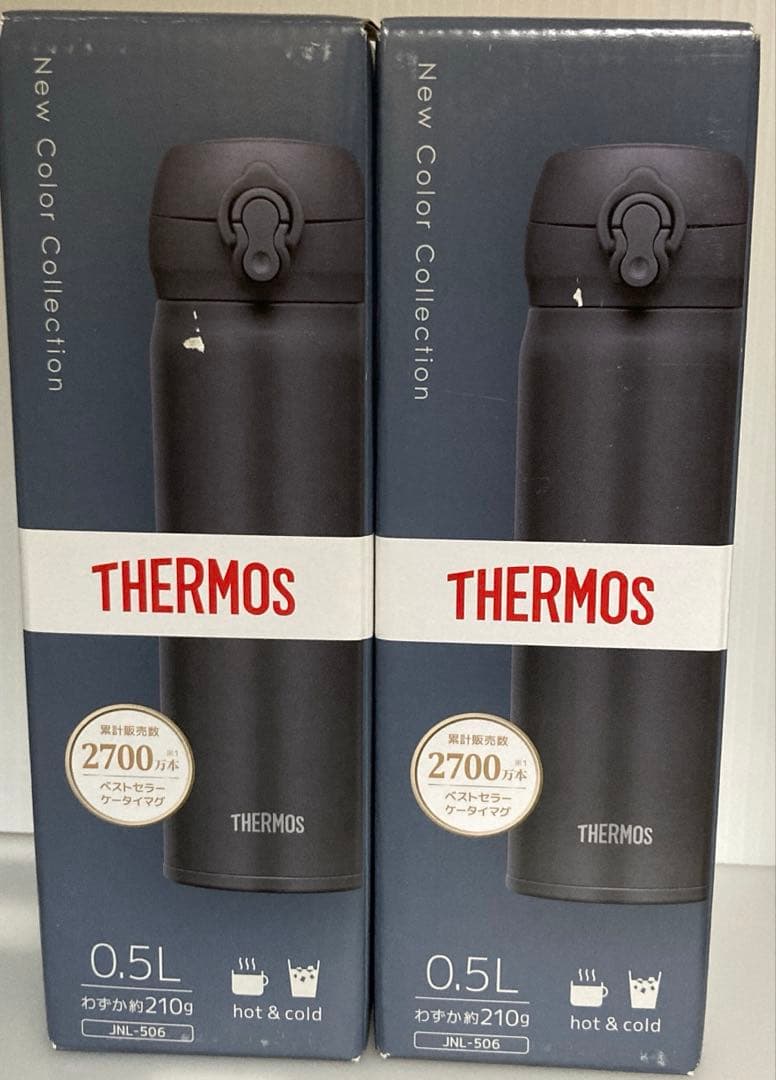 New Color Collection
THERMOS
累計販売数
2700万本※1
ベストセラー
ケータイマグ
THERMOS
0.5L
わずか約210g
JNL-506
hot & cold
New Color Collection
THERMOS
累計販売数
2700万本※1
ベストセラー
ケータイマグ
THERMOS
0.5L
わずか約210g
JNL-506
hot & cold